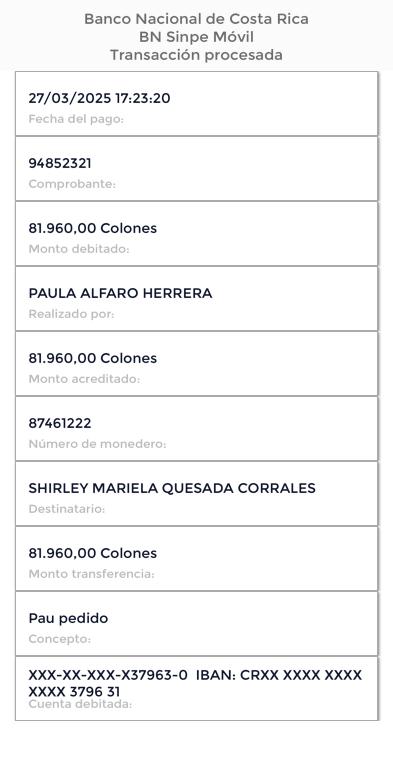 Banco Nacional de Costa Rica
BN Sinpe Móvil
Transacción procesada
27/03/2025 17:23:20
Fecha del pago:
94852321
Comprobante:
81.960,00 Colones
Monto debitado:
PAULA ALFARO HERRERA
Realizado por:
81.960,00 Colones
Monto acreditado:
87461222
Número de monedero:
SHIRLEY MARIELA QUESADA CORRALES
Destinatario:
81.960,00 Colones
Monto transferencia:
Pau pedido
Concepto:
XXX-XX-XXX-X37963-0 IBAN: CRXX XXXX XXXX
XXXX 3796 31
Cuenta debitada: